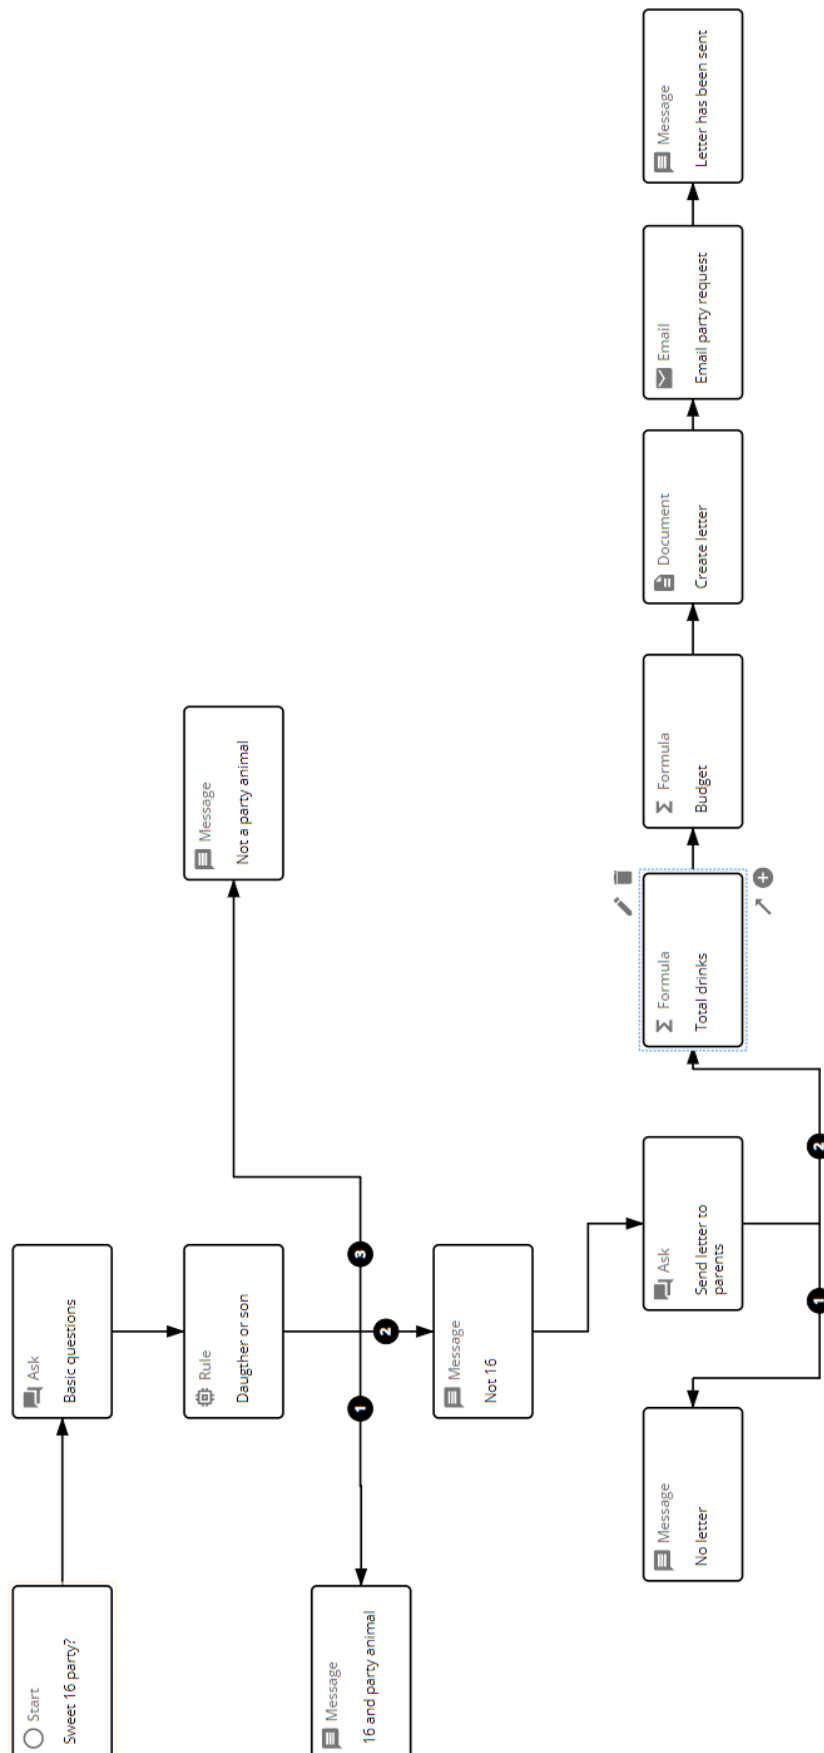 Start
Sweet 16 party?
Ask
Basic questions
Rule
Daugther or son
1
2
3
Message
16 and party animal
Message
Not 16
Message
Not a party animal
Ask
Send letter to
parents
1
2
Message
No letter
Formula
Total drinks
Formula
Budget
Document
Create letter
Email
Email party request
Message
Letter has been sent